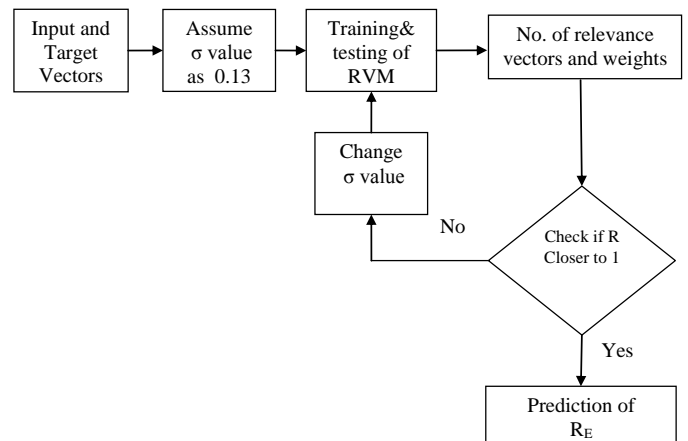 Input and
Target
Vectors
Assume
σ value
as 0.13
Training&
testing of
RVM
No. of relevance
vectors and weights
Change
σ value
No
Check if R
Closer to 1
Yes
Prediction of
R_E